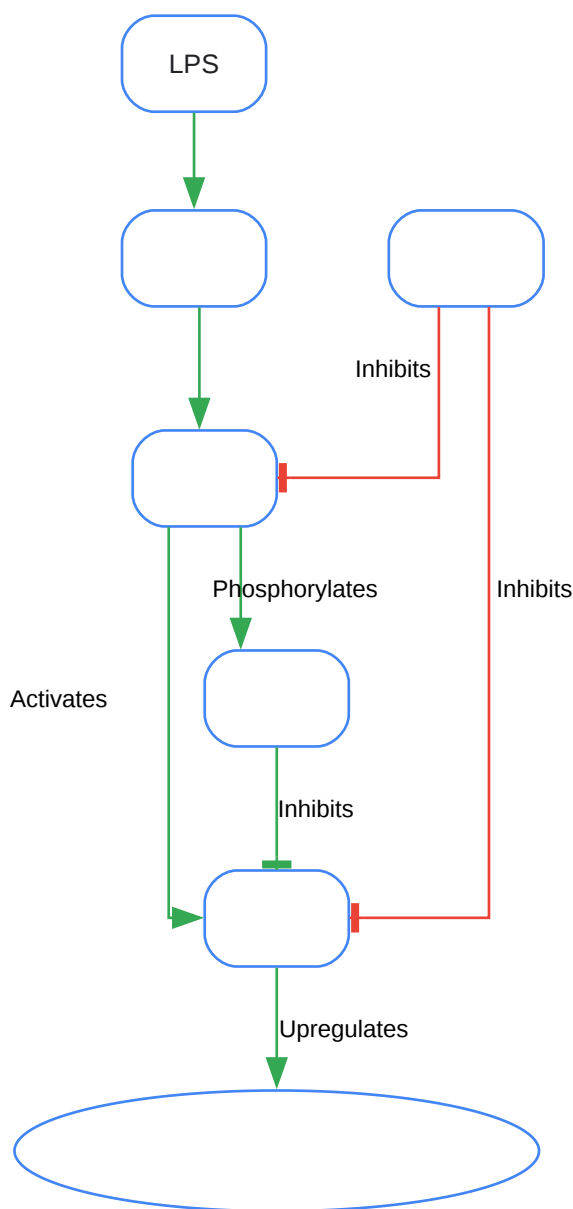 LPS
Inhibits
Phosphorylates
Inhibits
Activates
Inhibits
Upregulates